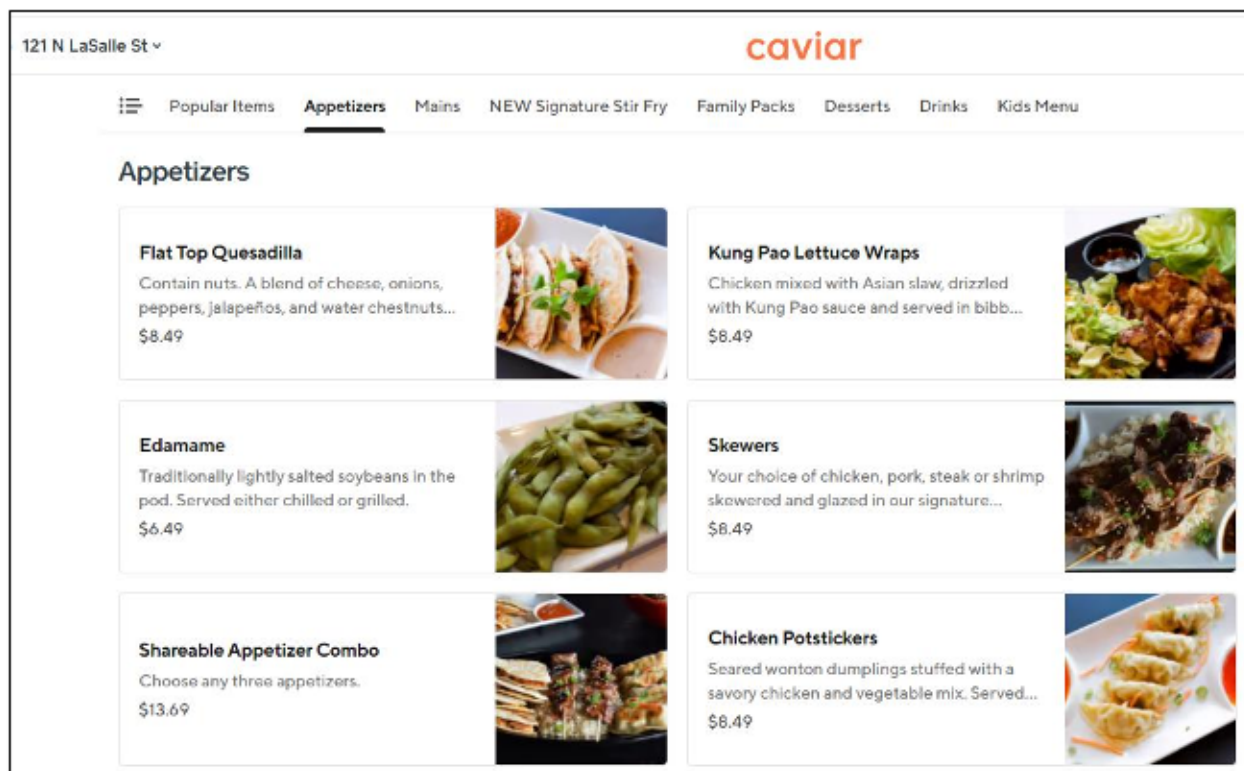 121 N LaSalle St
caviar
Popular Items Appetizers Mains NEW Signature Stir Fry Family Packs Desserts Drinks Kids Menu
Appetizers
Flat Top Quesadilla
Contain nuts. A blend of cheese, onions,
peppers, jalapeños, and water chestnuts...
$8.49
Kung Pao Lettuce Wraps
Chicken mixed with Asian slaw, drizzled
with Kung Pao sauce and served in bibb...
$8.49
Edamame
Traditionally lightly salted soybeans in the
pod. Served either chilled or grilled.
$6.49
Skewers
Your choice of chicken, pork, steak or shrimp
skewered and glazed in our signature...
$8.49
Shareable Appetizer Combo
Choose any three appetizers.
$13.69
Chicken Potstickers
Seared wonton dumplings stuffed with a
savory chicken and vegetable mix. Served...
$8.49